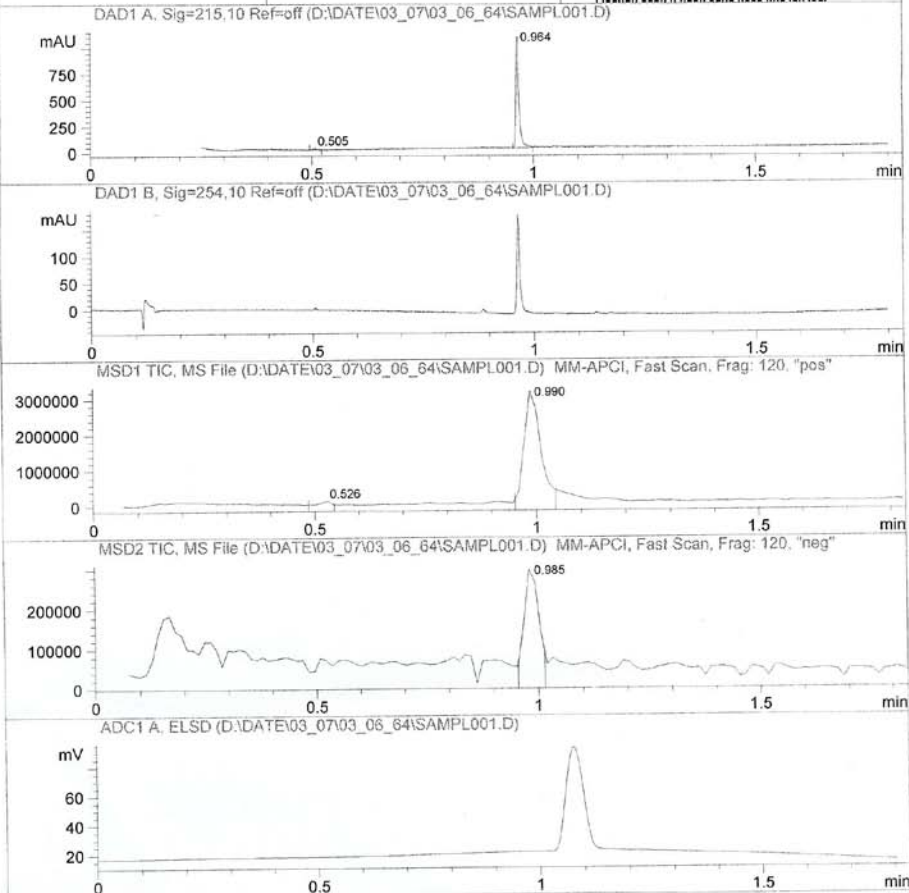 DAD1 A, Sig=215,10 Ref=off (D:\DATE\03_07\03_06_64\SAMPL001.D)
mAU
0.964
750
500
250
0.505
0
0 0.5 1 1.5 min
DAD1 B, Sig=254,10 Ref=off (D:\DATE\03_07\03_06_64\SAMPL001.D)
mAU
100
50
0
0 0.5 1 1.5 min
MSD1 TIC, MS File (D:\DATE\03_07\03_06_64\SAMPL001.D) MM-APCI, Fast Scan, Frag: 120, "pos"
0.990
3000000
2000000
1000000
0.526
0
0 0.5 1 1.5 min
MSD2 TIC, MS File (D:\DATE\03_07\03_06_64\SAMPL001.D) MM-APCI, Fast Scan, Frag: 120, "neg"
0.985
200000
100000
0
0 0.5 1 1.5 min
ADC1 A, ELSD (D:\DATE\03_07\03_06_64\SAMPL001.D)
mV
60
40
20
0 0.5 1 1.5 min